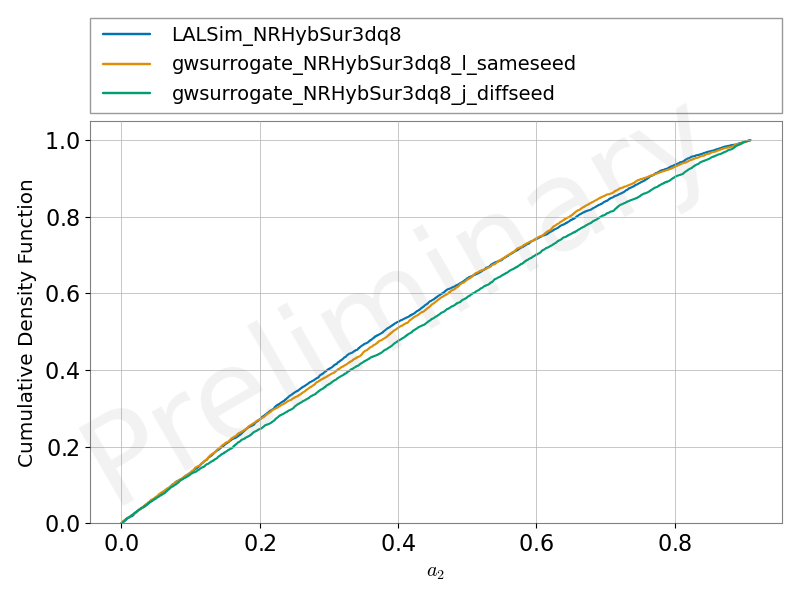 LALSim_NRHybSur3dq8
gwsurrogate_NRHybSur3dq8_l_sameseed
gwsurrogate_NRHybSur3dq8_j_diffseed
1.0
0.8
0.6
0.4
0.2
0.0
Cumulative Density Function
Preliminary
0.0 0.2 0.4 0.6 0.8
a₂